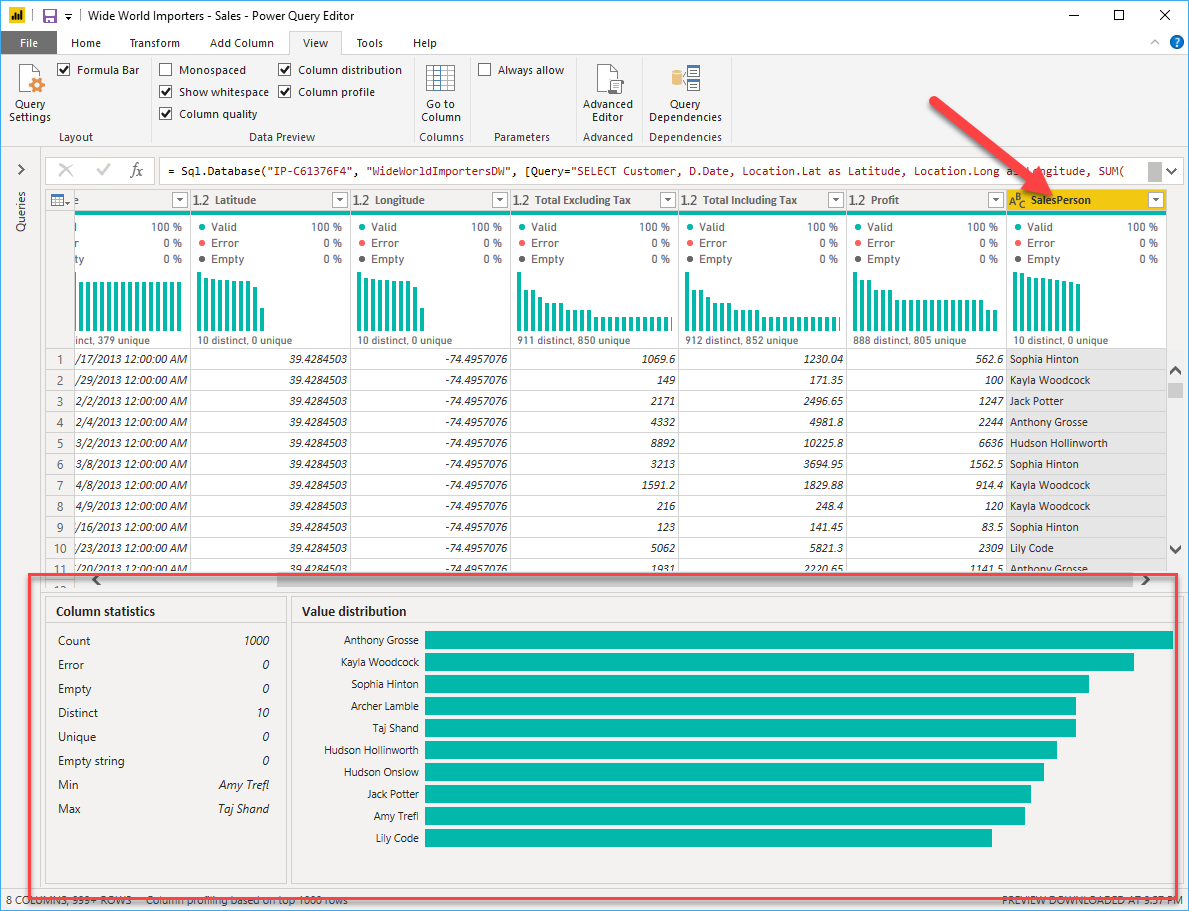 Wide World Importers - Sales - Power Query Editor
File Home Transform Add Column View Tools Help
Formula Bar Monospaced Column distribution Always allow
Show whitespace Column profile
Column quality
Query Settings Go to Column Advanced Editor Query Dependencies
Layout Data Preview Columns Parameters Advanced Dependencies
Queries
fx = Sql.Database("IP-C61376F4", "WideWorldImportersDW", [Query="SELECT Customer, D.Date, Location.Lat as Latitude, Location.Long as Longitude, SUM(
e 1.2 Latitude 1.2 Longitude 1.2 Total Excluding Tax 1.2 Total Including Tax 1.2 Profit ABC SalesPerson
100 % Valid 100 % Valid 100 % Valid 100 % Valid 100 % Valid 100 % Valid 100 %
r 0 % Error 0 % Error 0 % Error 0 % Error 0 % Error 0 % Error 0 %
ty 0 % Empty 0 % Empty 0 % Empty 0 % Empty 0 % Empty 0 % Empty 0 %
inct, 379 unique 10 distinct, 0 unique 10 distinct, 0 unique 911 distinct, 850 unique 912 distinct, 852 unique 888 distinct, 805 unique 10 distinct, 0 unique
1 /17/2013 12:00:00 AM 39.4284503 -74.4957076 1069.6 1230.04 562.6 Sophia Hinton
2 /29/2013 12:00:00 AM 39.4284503 -74.4957076 149 171.35 100 Kayla Woodcock
3 2/2/2013 12:00:00 AM 39.4284503 -74.4957076 2171 2496.65 1247 Jack Potter
4 2/4/2013 12:00:00 AM 39.4284503 -74.4957076 4332 4981.8 2244 Anthony Grosse
5 3/2/2013 12:00:00 AM 39.4284503 -74.4957076 8892 10225.8 6636 Hudson Hollinworth
6 3/8/2013 12:00:00 AM 39.4284503 -74.4957076 3213 3694.95 1562.5 Sophia Hinton
7 4/8/2013 12:00:00 AM 39.4284503 -74.4957076 1591.2 1829.88 914.4 Kayla Woodcock
8 4/9/2013 12:00:00 AM 39.4284503 -74.4957076 216 248.4 120 Kayla Woodcock
9 /16/2013 12:00:00 AM 39.4284503 -74.4957076 123 141.45 83.5 Sophia Hinton
10 /23/2013 12:00:00 AM 39.4284503 -74.4957076 5062 5821.3 2309 Lily Code
11 /20/2013 12:00:00 AM 39.4284503 -74.4957076 1931 2220.65 1141.5 Anthony Grosse
Column statistics
Count 1000
Error 0
Empty 0
Distinct 10
Unique 0
Empty string 0
Min Amy Trefl
Max Taj Shand
Value distribution
Anthony Grosse
Kayla Woodcock
Sophia Hinton
Archer Lamble
Taj Shand
Hudson Hollinworth
Hudson Onslow
Jack Potter
Amy Trefl
Lily Code
8 COLUMNS, 999+ ROWS Column profiling based on top 1000 rows PREVIEW DOWNLOADED AT 9:37 PM